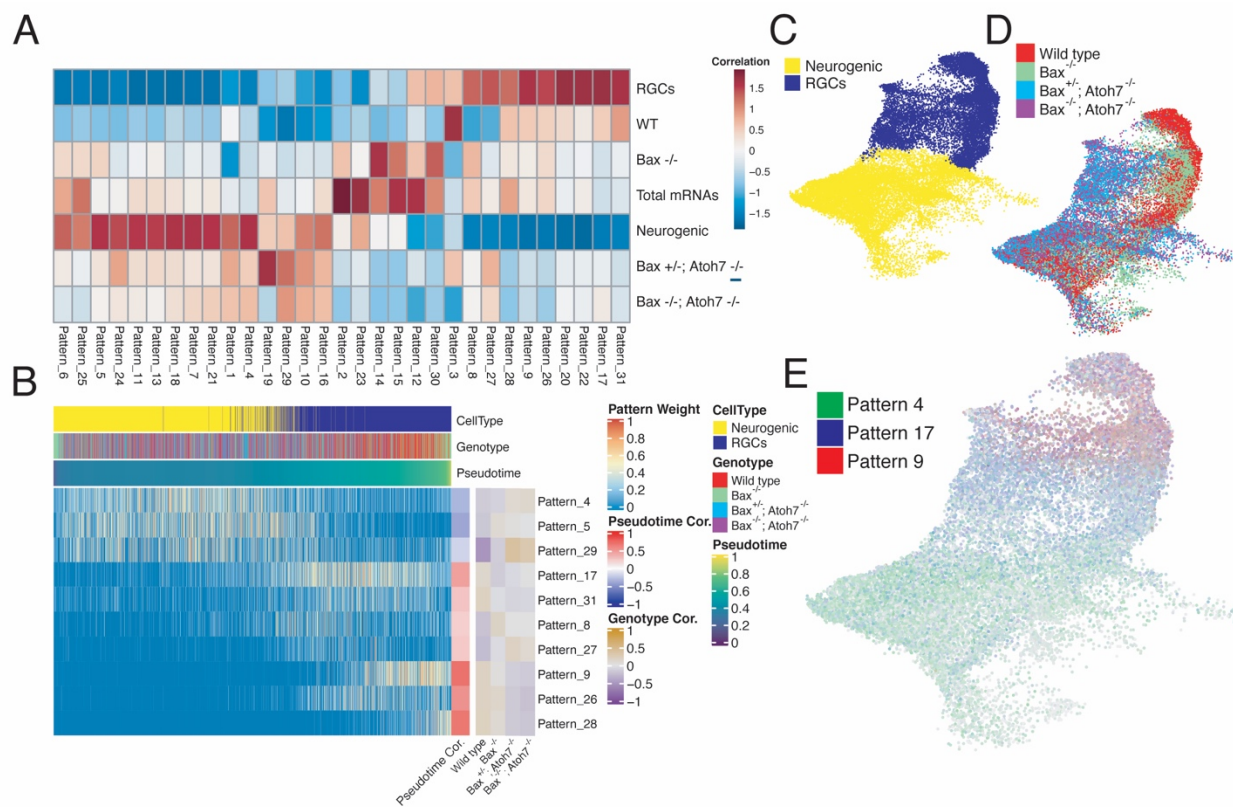 A
Correlation
1.5
1
0.5
0
−0.5
−1
−1.5
RGCs
WT
Bax -/-
Total mRNAs
Neurogenic
Bax +/-; Atoh7 -/-
Bax -/-; Atoh7 -/-
Pattern_6
Pattern_25
Pattern_5
Pattern_24
Pattern_11
Pattern_13
Pattern_18
Pattern_7
Pattern_21
Pattern_1
Pattern_4
Pattern_19
Pattern_29
Pattern_10
Pattern_16
Pattern_2
Pattern_23
Pattern_14
Pattern_15
Pattern_12
Pattern_30
Pattern_3
Pattern_8
Pattern_27
Pattern_28
Pattern_9
Pattern_26
Pattern_20
Pattern_22
Pattern_17
Pattern_31
C
Neurogenic
RGCs
D
Wild type
Bax-/-
Bax+/-; Atoh7-/-
Bax-/-; Atoh7-/-
B
CellType
Genotype
Pseudotime
Pattern_4
Pattern_5
Pattern_29
Pattern_17
Pattern_31
Pattern_8
Pattern_27
Pattern_9
Pattern_26
Pattern_28
Pseudotime Cor.
Wild type
Bax-/-
Bax+/-; Atoh7-/-
Bax-/-; Atoh7-/-
Pattern Weight
1
0.8
0.6
0.4
0.2
0
Pseudotime Cor.
1
0.5
0
−0.5
−1
Genotype Cor.
1
0.5
0
−0.5
−1
CellType
Neurogenic
RGCs
Genotype
Wild type
Bax-/-
Bax+/-; Atoh7-/-
Bax-/-; Atoh7-/-
Pseudotime
1
0.8
0.6
0.4
0.2
0
E
Pattern 4
Pattern 17
Pattern 9